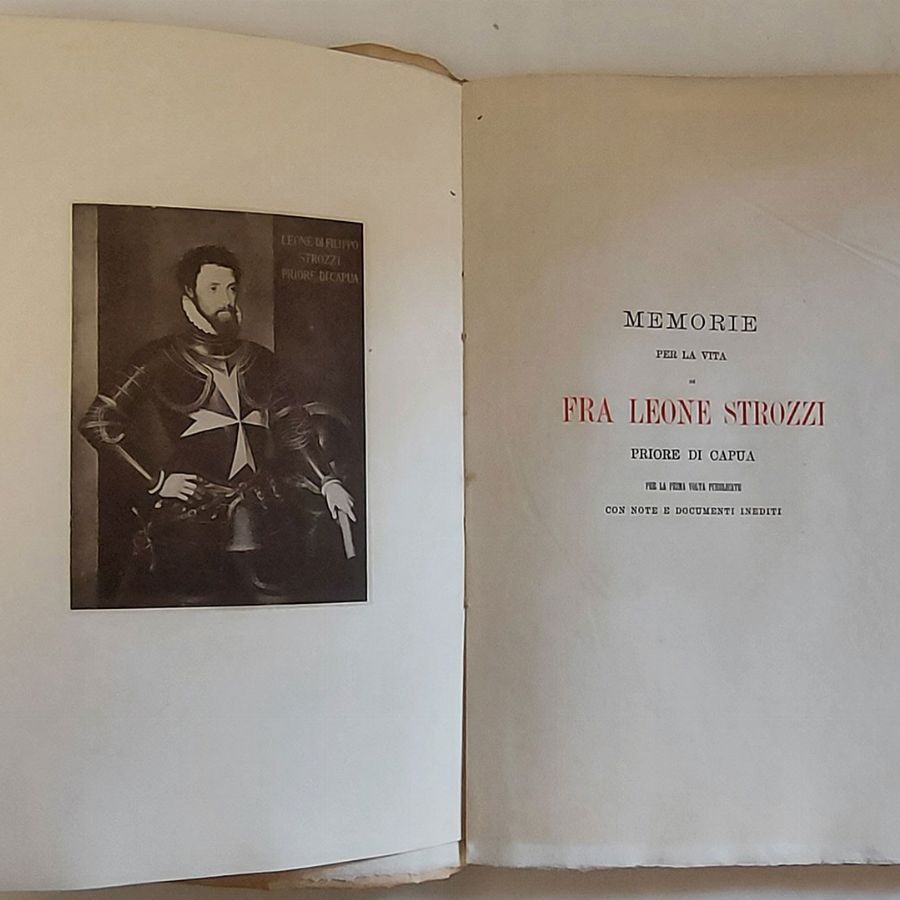 LEONE DI FILIPPO
STROZZI
PRIORE DI CAPUA
MEMORIE
PER LA VITA
DI
FRA LEONE STROZZI
PRIORE DI CAPUA
PER LA PRIMA VOLTA PUBBLICATE
CON NOTE E DOCUMENTI INEDITI